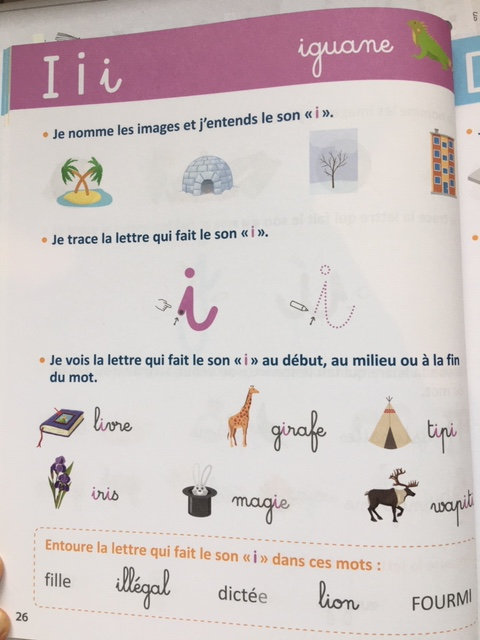 I i i iguane
• Je nomme les images et j'entends le son « i ».
• Je trace la lettre qui fait le son « i ».
i i
• Je vois la lettre qui fait le son « i » au début, au milieu ou à la fin
du mot.
livre girafe tipi
iris magie wapiti
Entoure la lettre qui fait le son « i » dans ces mots :
fille illégal dictée lion FOURMI
26